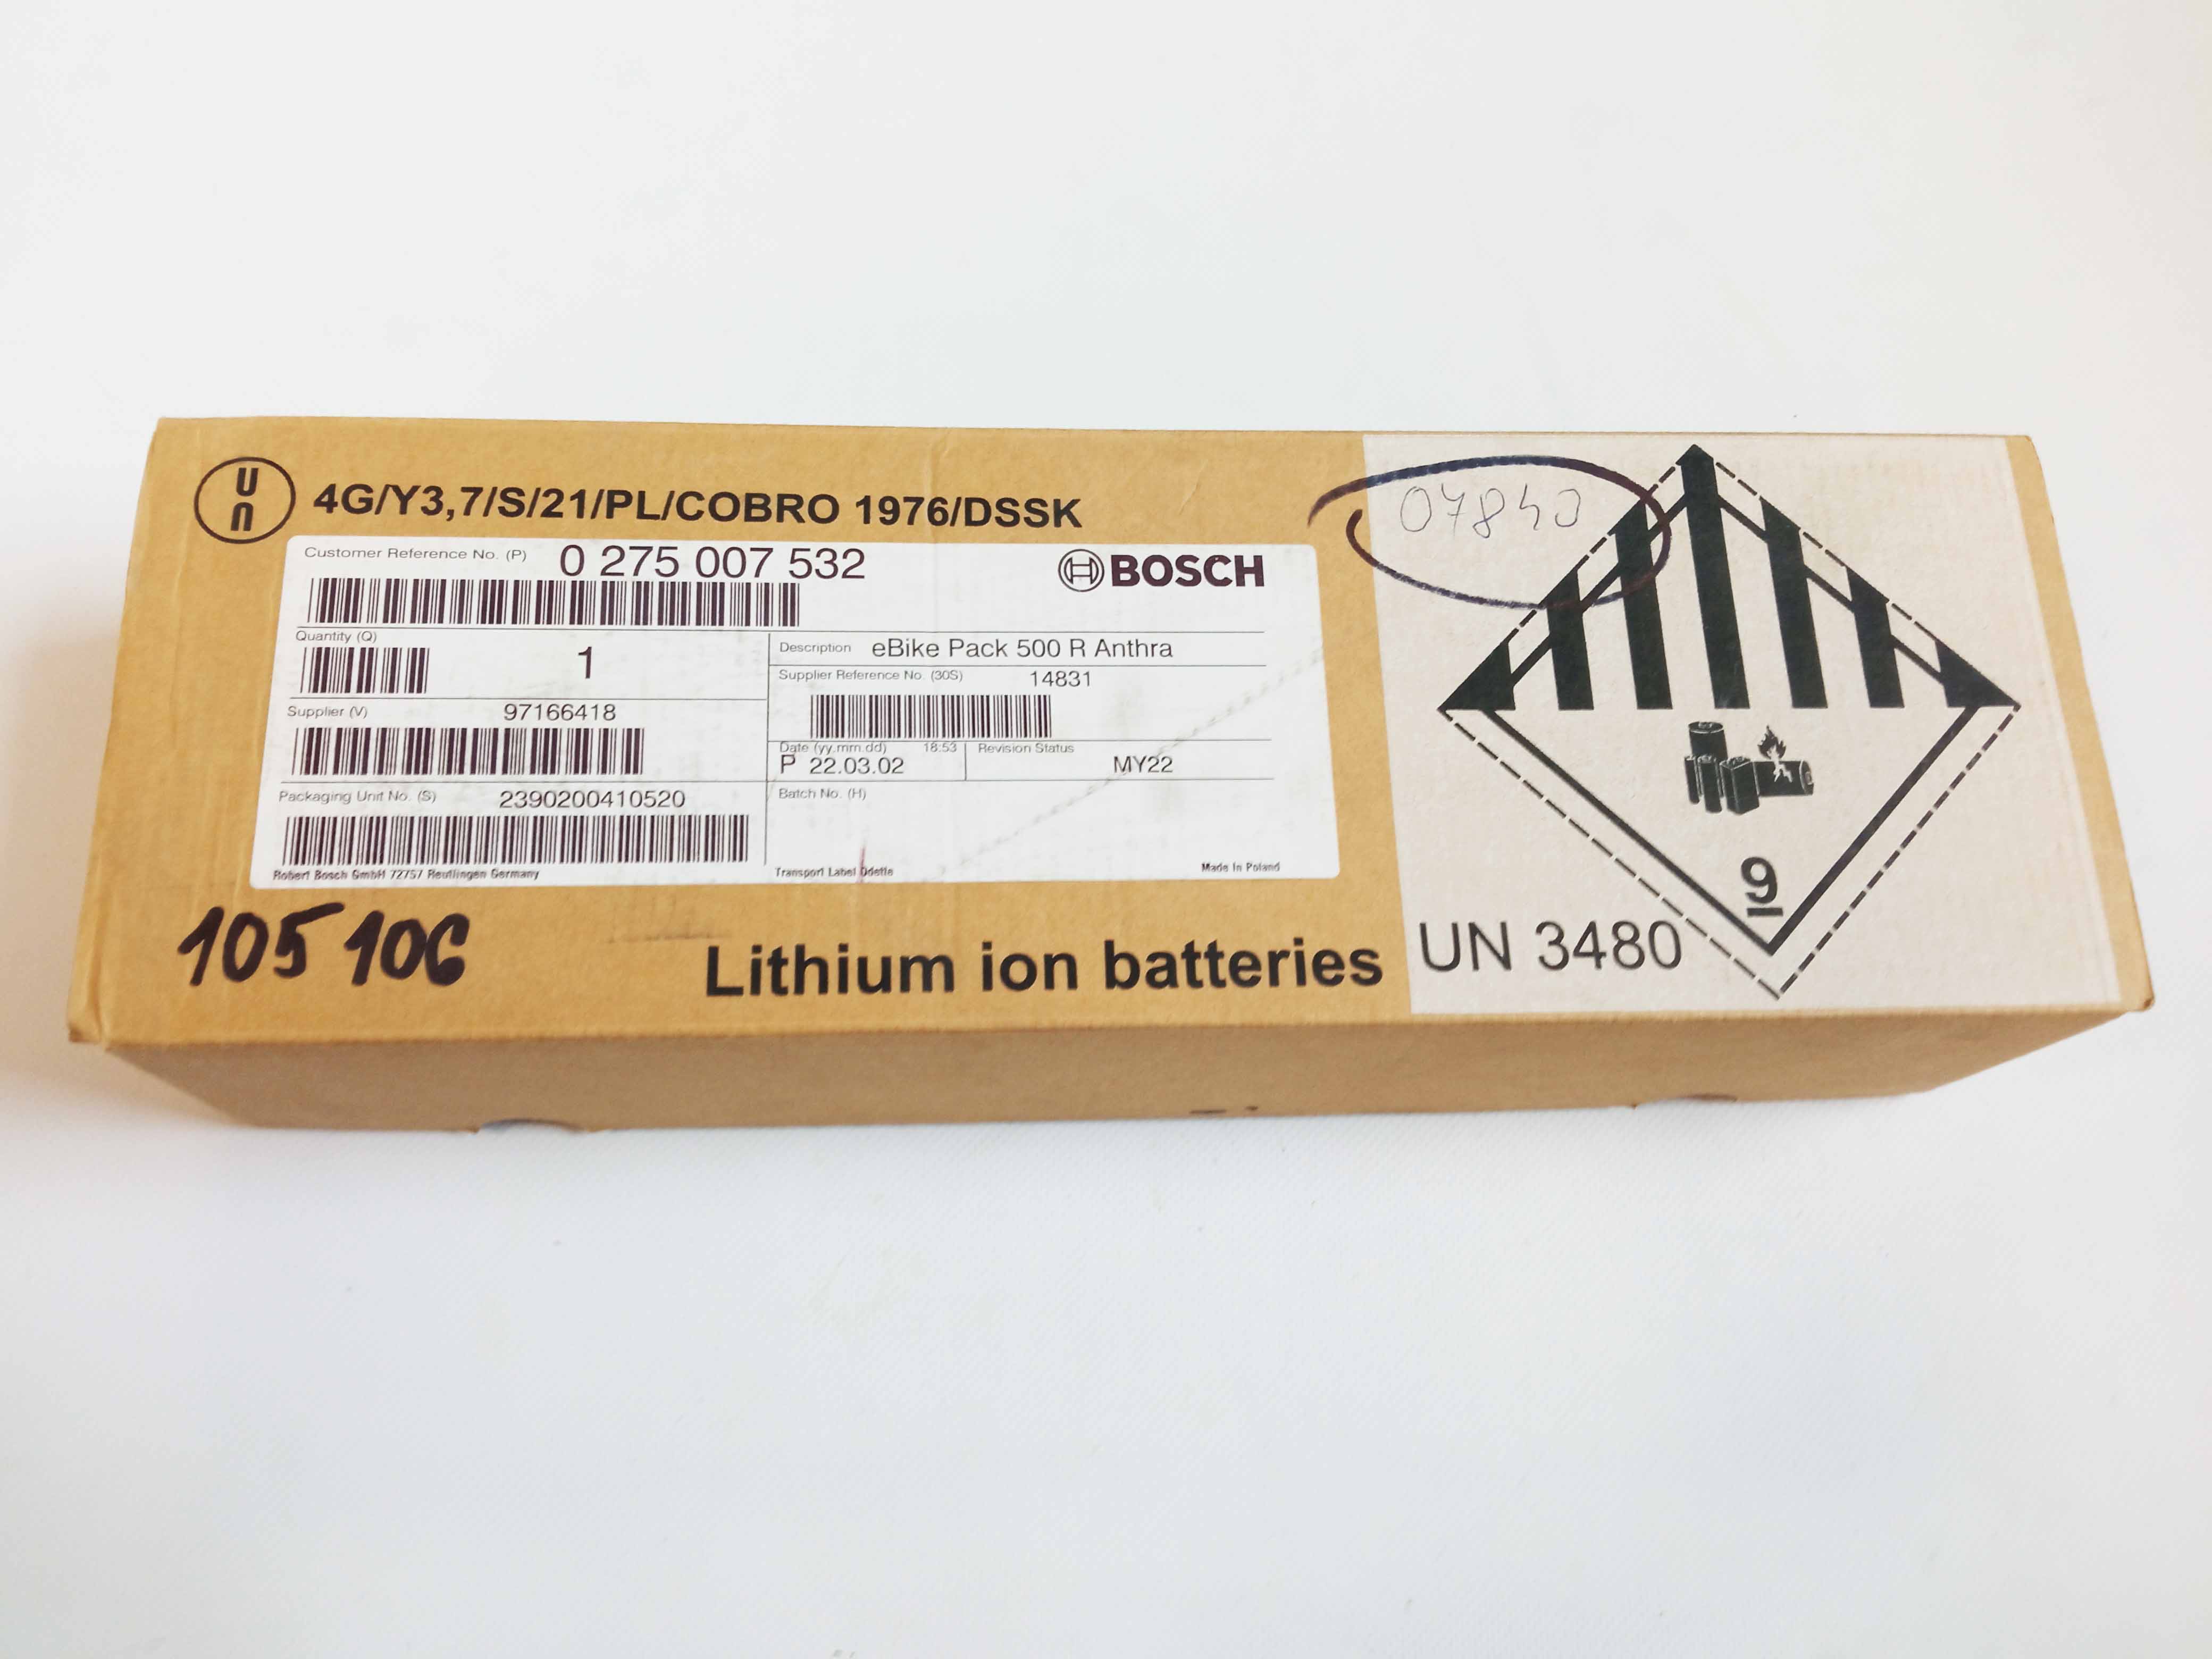 UN
4G/Y3,7/S/21/PL/COBRO 1976/DSSK
07840
Customer Reference No. (P) 0 275 007 532
BOSCH
Quantity (Q) 1
Description eBike Pack 500 R Anthra
Supplier Reference No. (30S) 14831
Supplier (V) 97166418
Date (yy.mm.dd) 18:53
P 22.03.02
Revision Status
MY22
Packaging Unit No. (S) 2390200410520
Batch No. (H)
Robert Bosch GmbH 72757 Reutlingen Germany
Transport Label Odette
Made In Poland
9
105 106
Lithium ion batteries
UN 3480